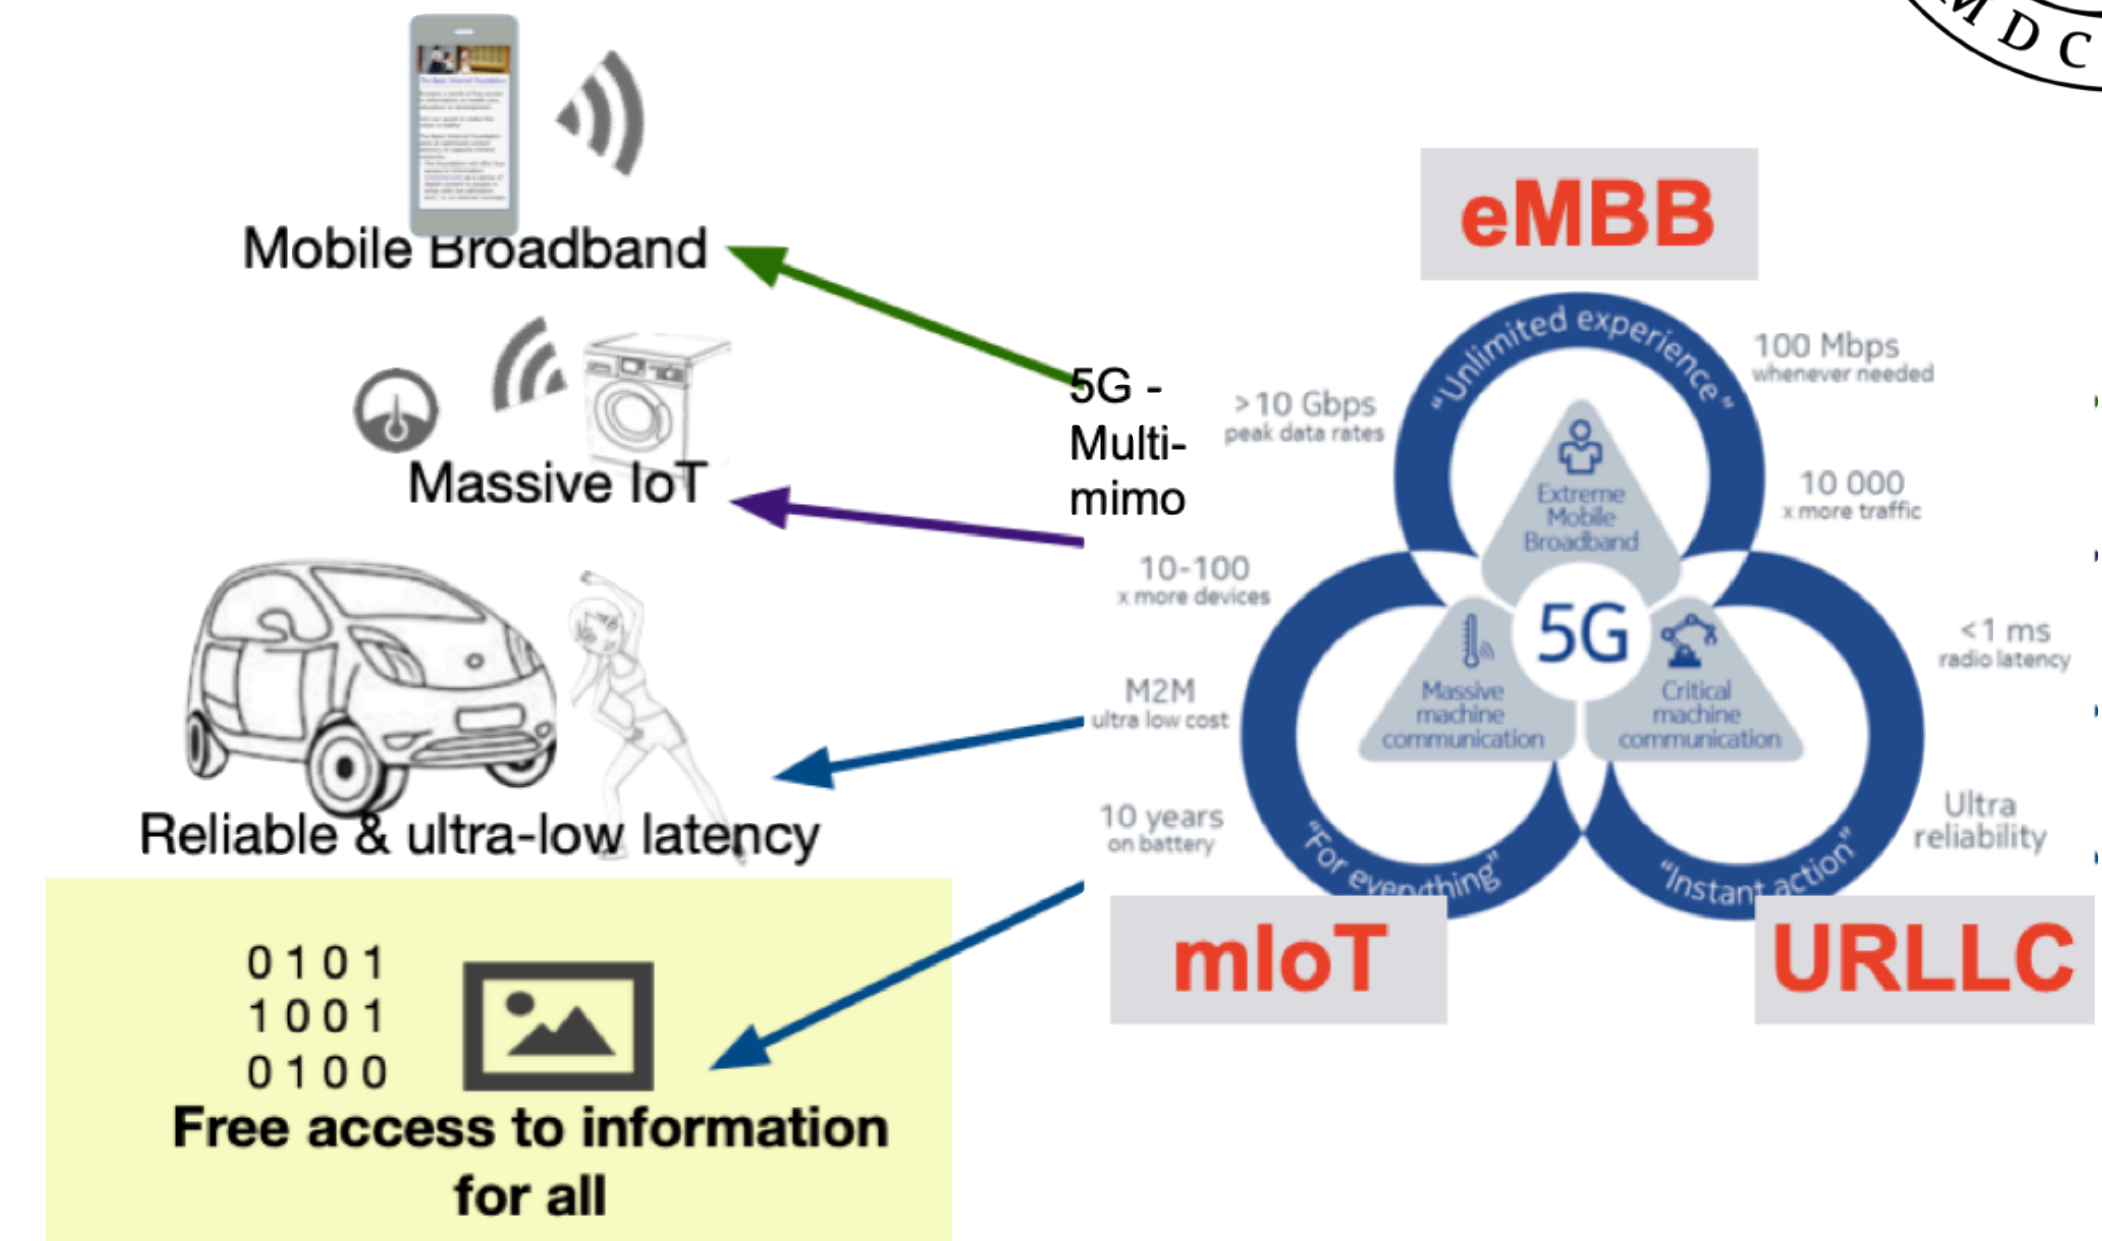 M D C
The Basic Internet Foundation
Mobile Broadband
Massive IoT
Reliable & ultra-low latency
0 1 0 1
1 0 0 1
0 1 0 0
Free access to information
for all
5G -
Multi-
mimo
eMBB
"Unlimited experience"
100 Mbps
whenever needed
>10 Gbps
peak data rates
10 000
x more traffic
Extreme
Mobile
Broadband
10-100
x more devices
5G
<1 ms
radio latency
M2M
ultra low cost
Massive
machine
communication
Critical
machine
communication
10 years
on battery
Ultra
reliability
"For everything"
"Instant action"
mIoT
URLLC